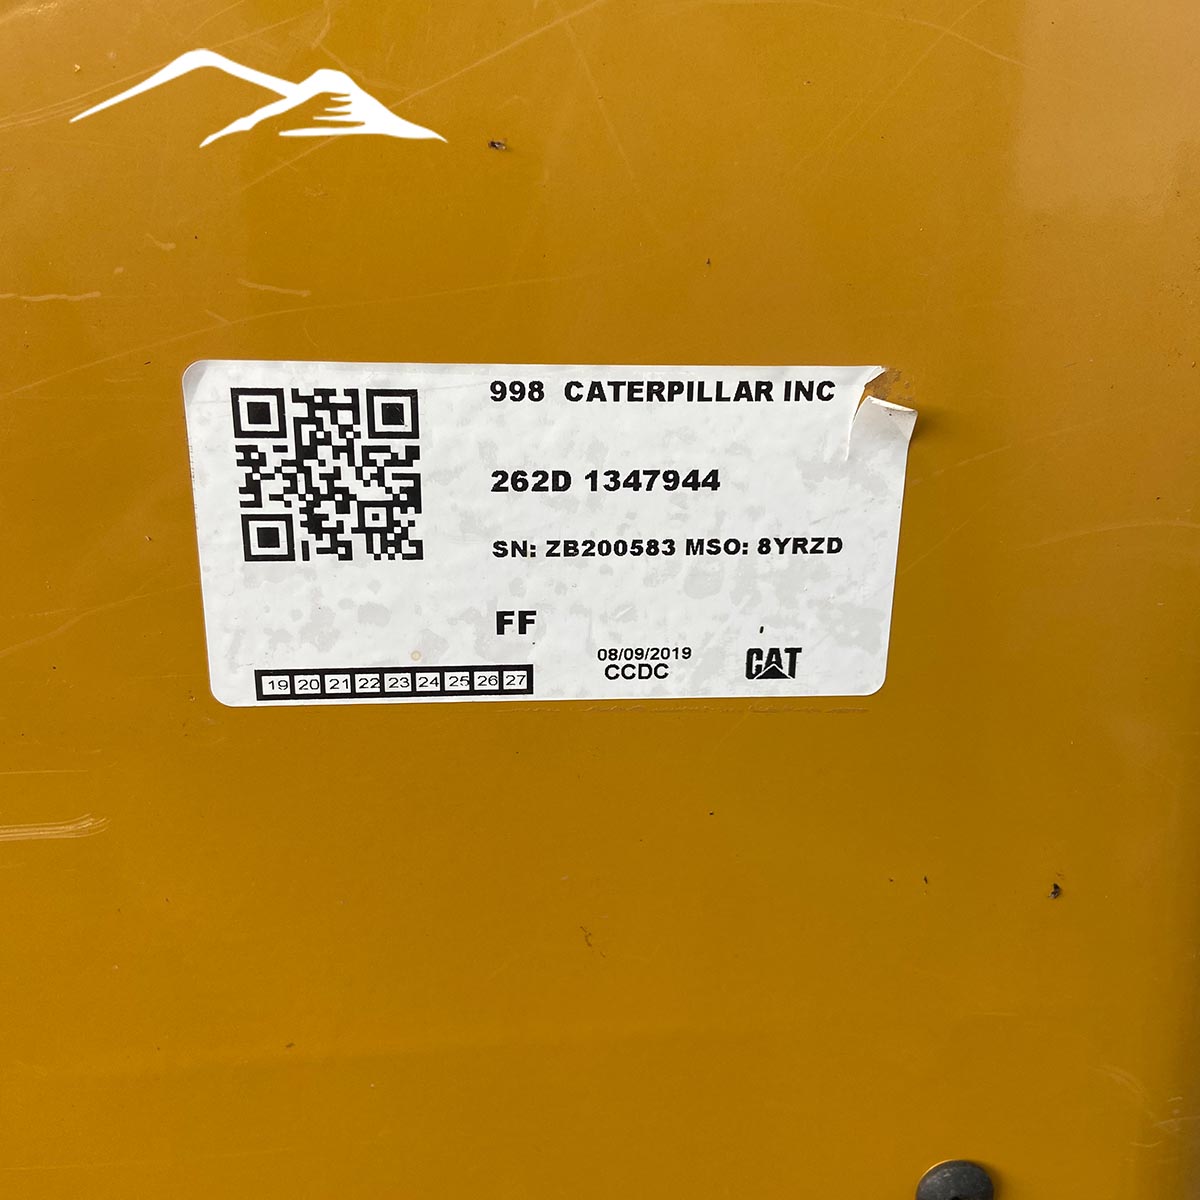 998 CATERPILLAR INC
262D 1347944
SN: ZB200583 MSO: 8YRZD
FF
08/09/2019
CCDC
CAT
19 20 21 22 23 24 25 26 27